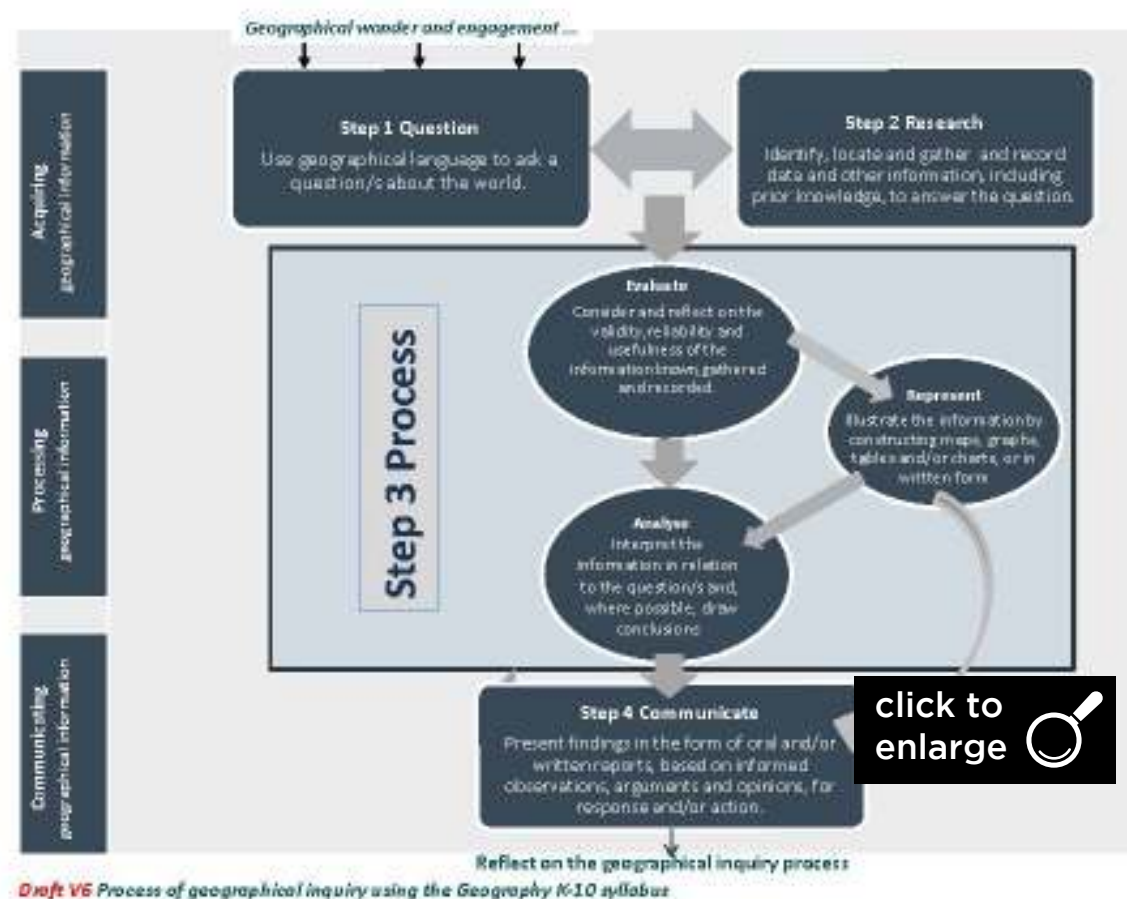 Geographical wander and engagement ...
Acquiring
geographical information
Step 1 Question
Use geographical language to ask a
question/s about the world.
Step 2 Research
Identify, locate and gather and record
data and other information, including
prior knowledge, to answer the question.
Processing
geographical information
Step 3 Process
Evaluate
Consider and reflect on the
validity, reliability and
usefulness of the
information known, gathered
and recorded.
Represent
Illustrate the information by
constructing maps, graphs,
tables and/or charts, or in
written form
Analyse
Interpret the
information in relation
to the question/s and,
where possible, draw
conclusions
Communicating
geographical information
Step 4 Communicate
Present findings in the form of oral and/or
written reports, based on informed
observations, arguments and opinions, for
response and/or action.
click to
enlarge
Reflect on the geographical inquiry process
Draft V6 Process of geographical inquiry using the Geography K-10 syllabus